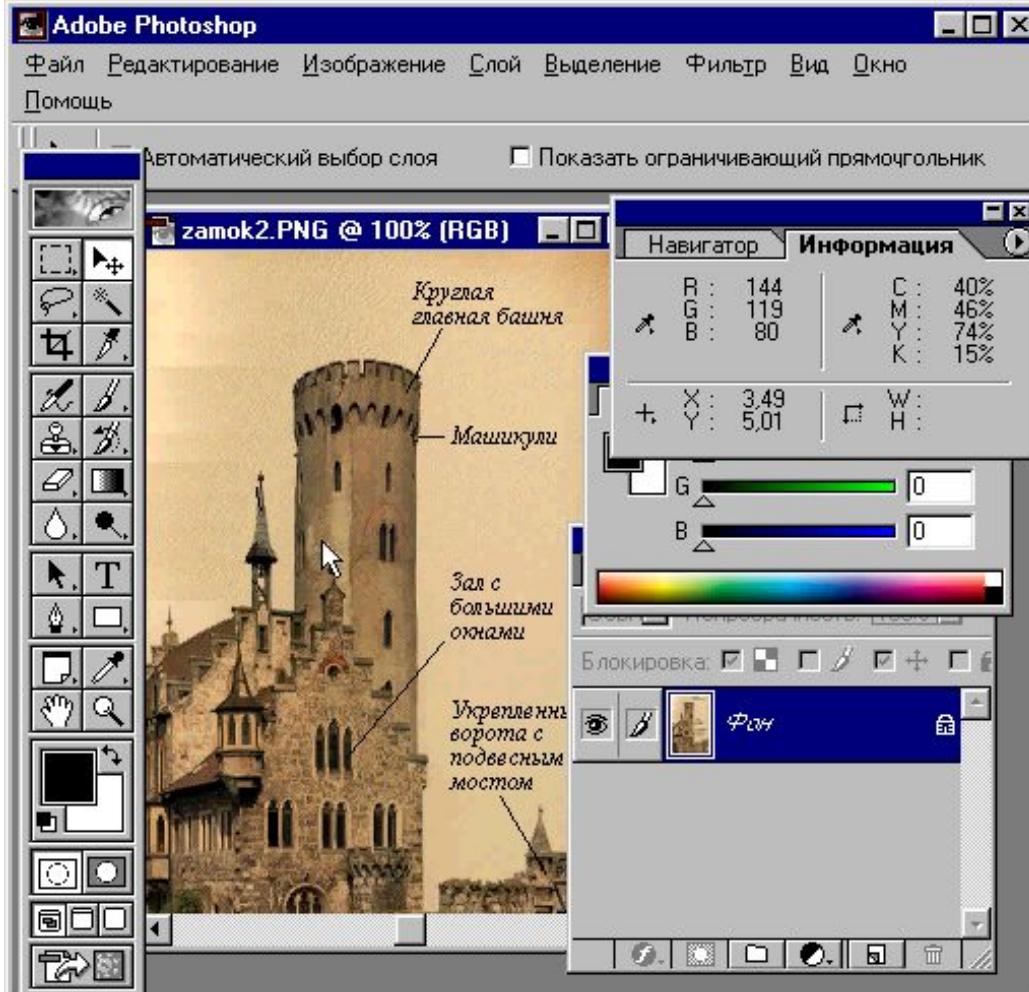 Adobe Photoshop
Файл Редактирование Изображение Слой Выделение Фильтр Вид Окно
Помощь
Автоматический выбор слоя Показать ограничивающий прямоугольник
zamok2.PNG @ 100% (RGB)
Навигатор Информация
R : 144
G : 119
B : 80
C : 40%
M : 46%
Y : 74%
K : 15%
X : 3,49
Y : 5,01
W :
H :
G 0
B 0
Круглая
главная башня
Машикули
Зал с
большими
окнами
ворота с
подвесным
мостом
Блокировка:
Фон
T